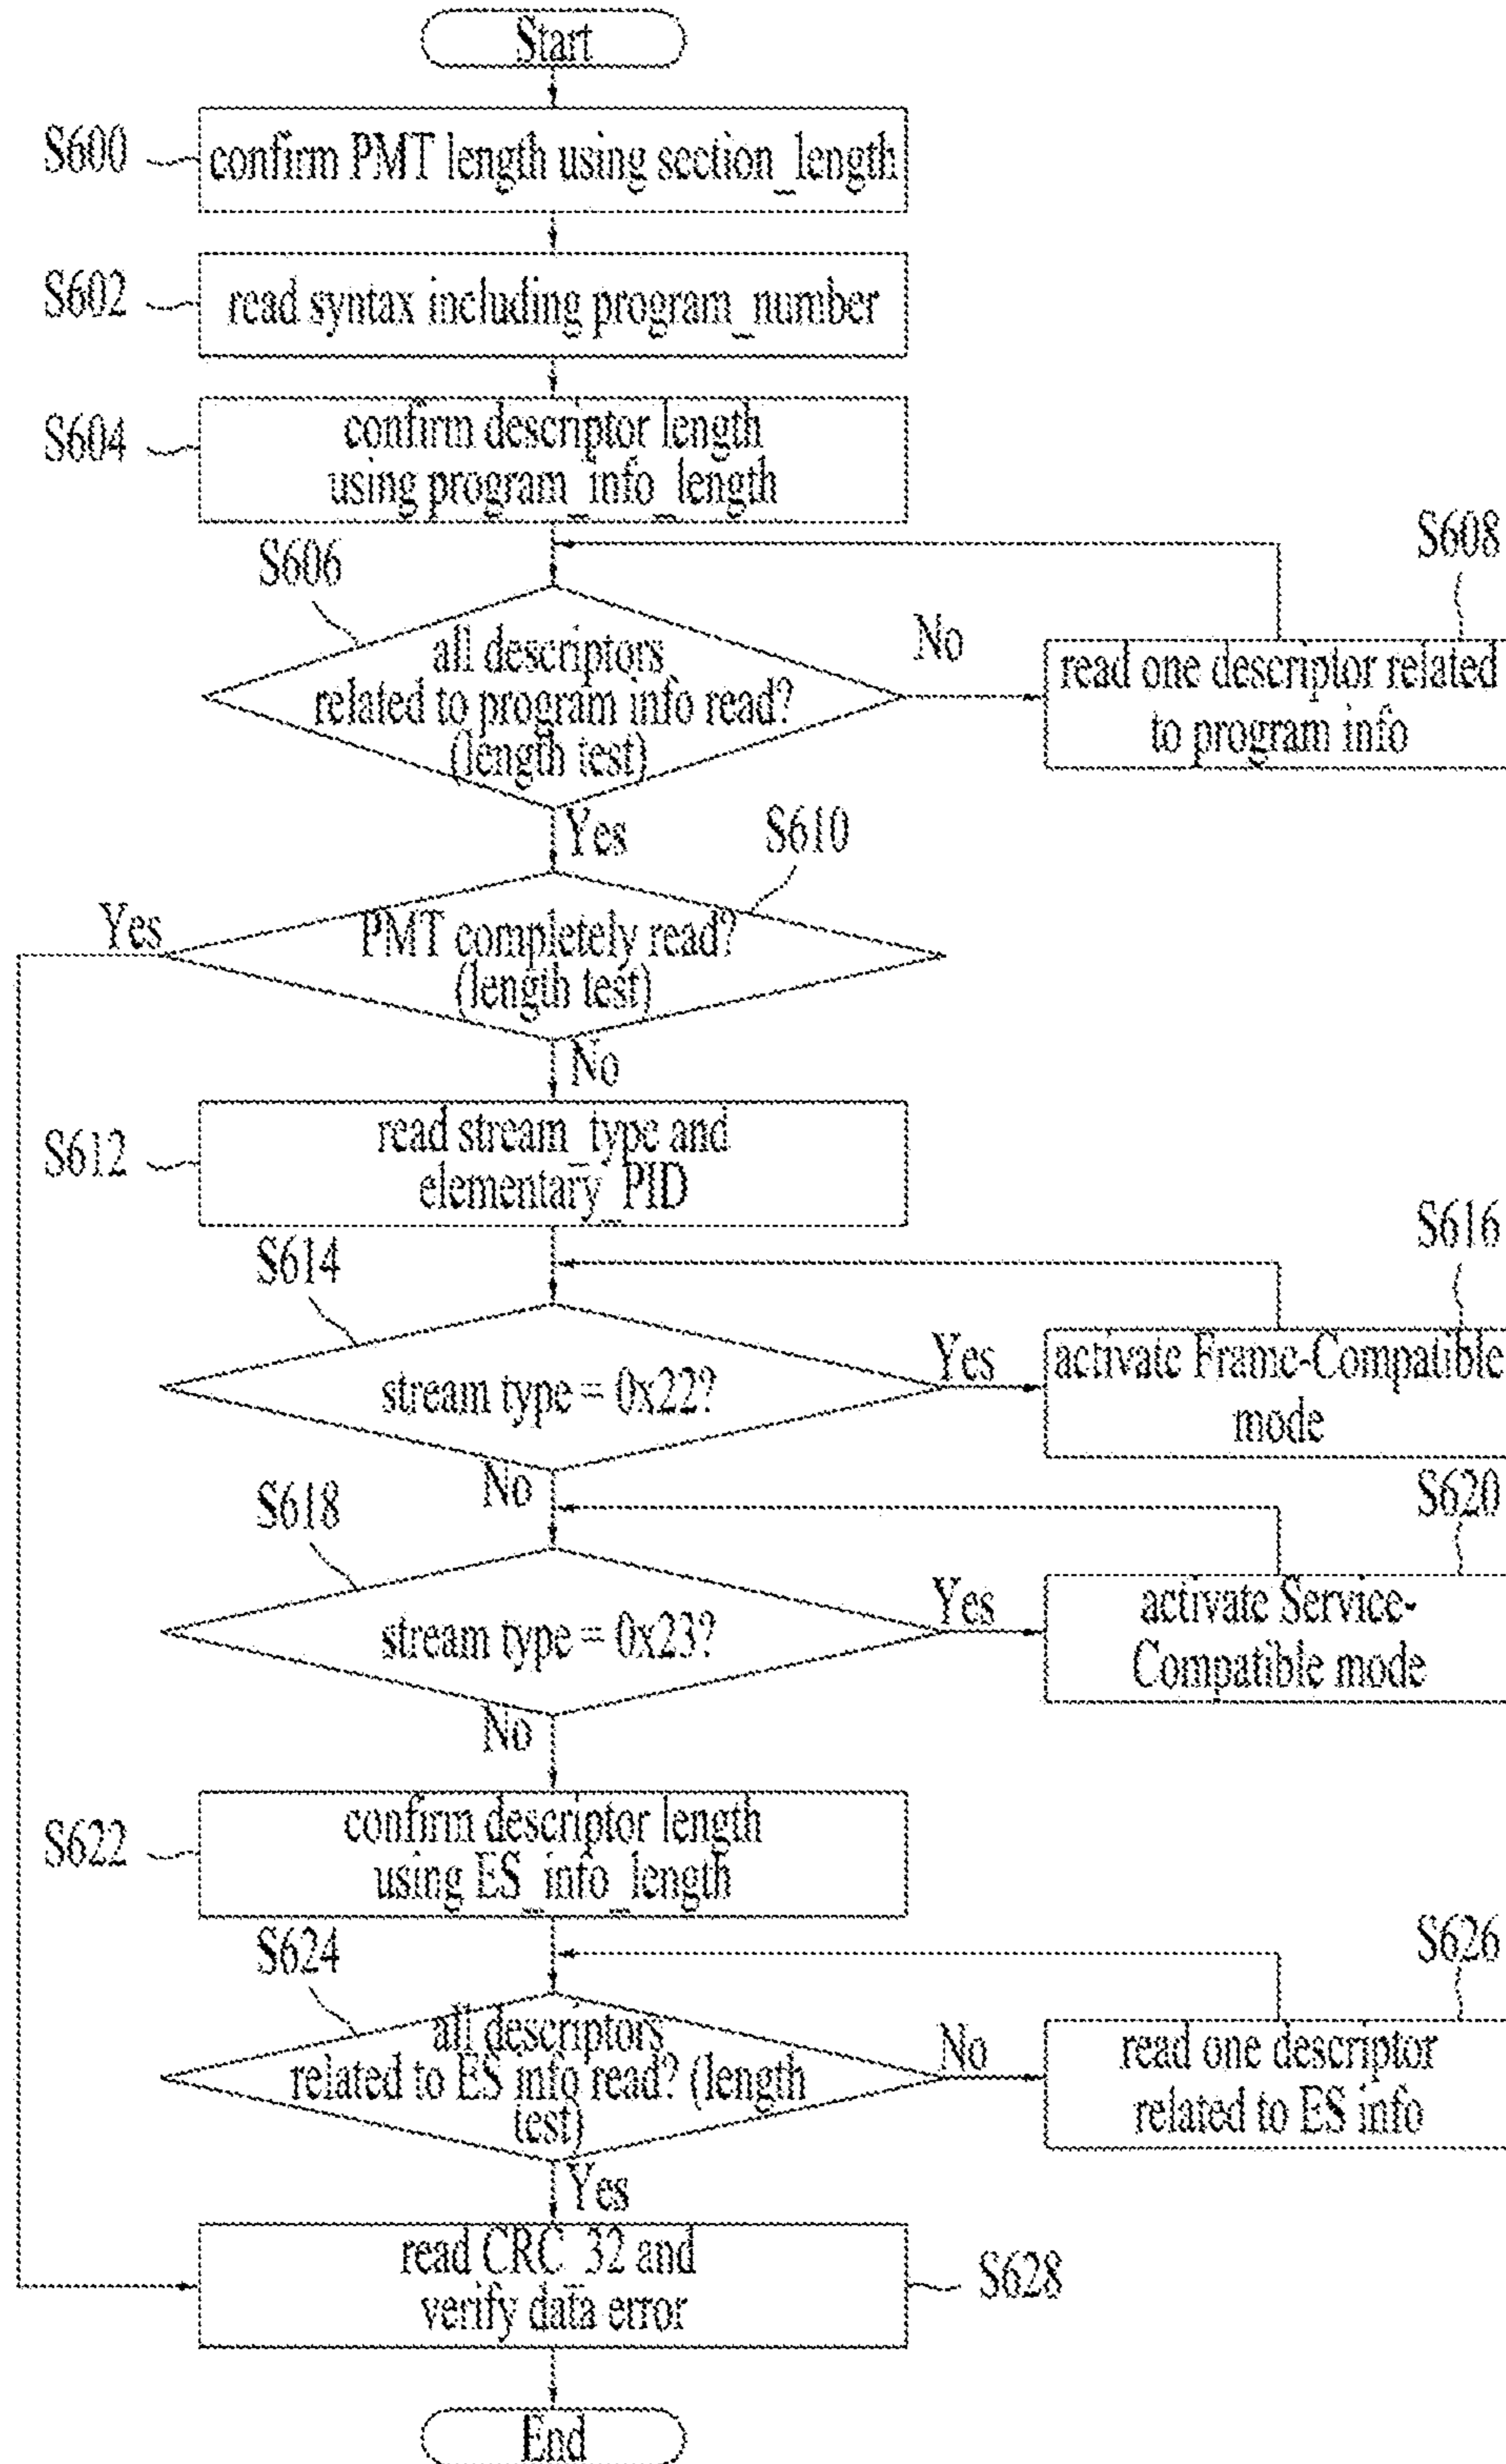 Start
S600
confirm PMT length using section_length
S602
read syntax including program_number
S604
confirm descriptor length
using program_info_length
S606
S608
all descriptors
related to program info read?
(length test)
No
read one descriptor related
to program info
Yes
S610
Yes
PMT completely read?
(length test)
No
S612
read stream_type and
elementary_PID
S614
S616
stream type = 0x22?
Yes
activate Frame-Compatible
mode
No
S618
S620
stream type = 0x23?
Yes
activate Service-
Compatible mode
No
S622
confirm descriptor length
using ES_info_length
S624
S626
all descriptors
related to ES info read? (length
test)
No
read one descriptor
related to ES info
Yes
read CRC_32 and
verify data error
S628
End